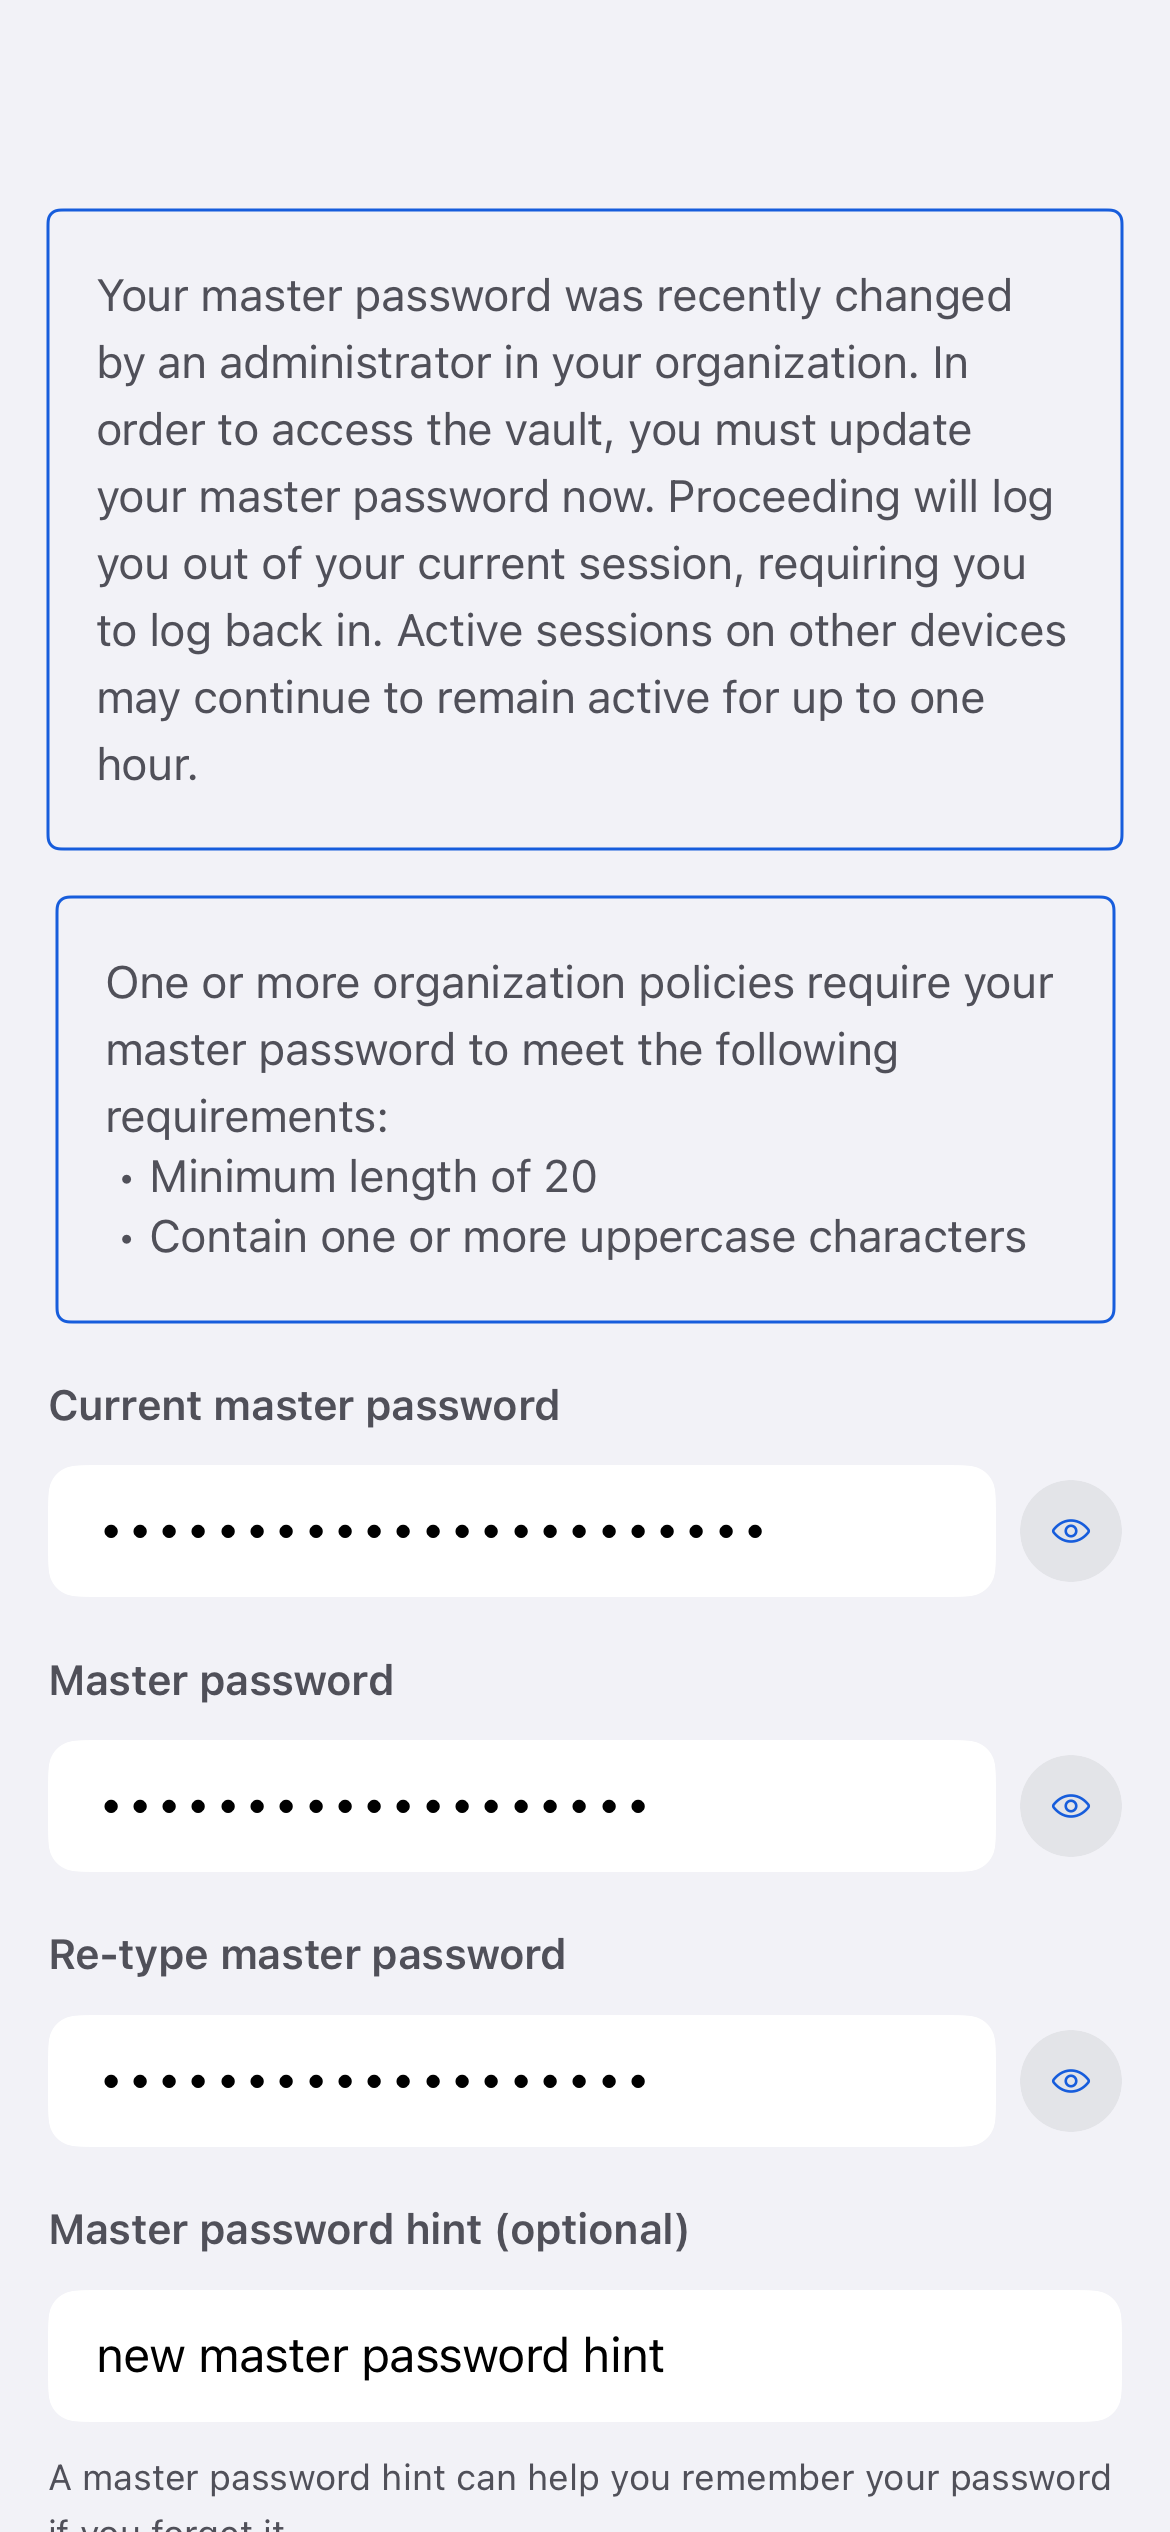 Your master password was recently changed
by an administrator in your organization. In
order to access the vault, you must update
your master password now. Proceeding will log
you out of your current session, requiring you
to log back in. Active sessions on other devices
may continue to remain active for up to one
hour.
One or more organization policies require your
master password to meet the following
requirements:
• Minimum length of 20
• Contain one or more uppercase characters
Current master password
•••••••••••••••••••••••
Master password
•••••••••••••••••••
Re-type master password
•••••••••••••••••••
Master password hint (optional)
new master password hint
A master password hint can help you remember your password
if you forget it.